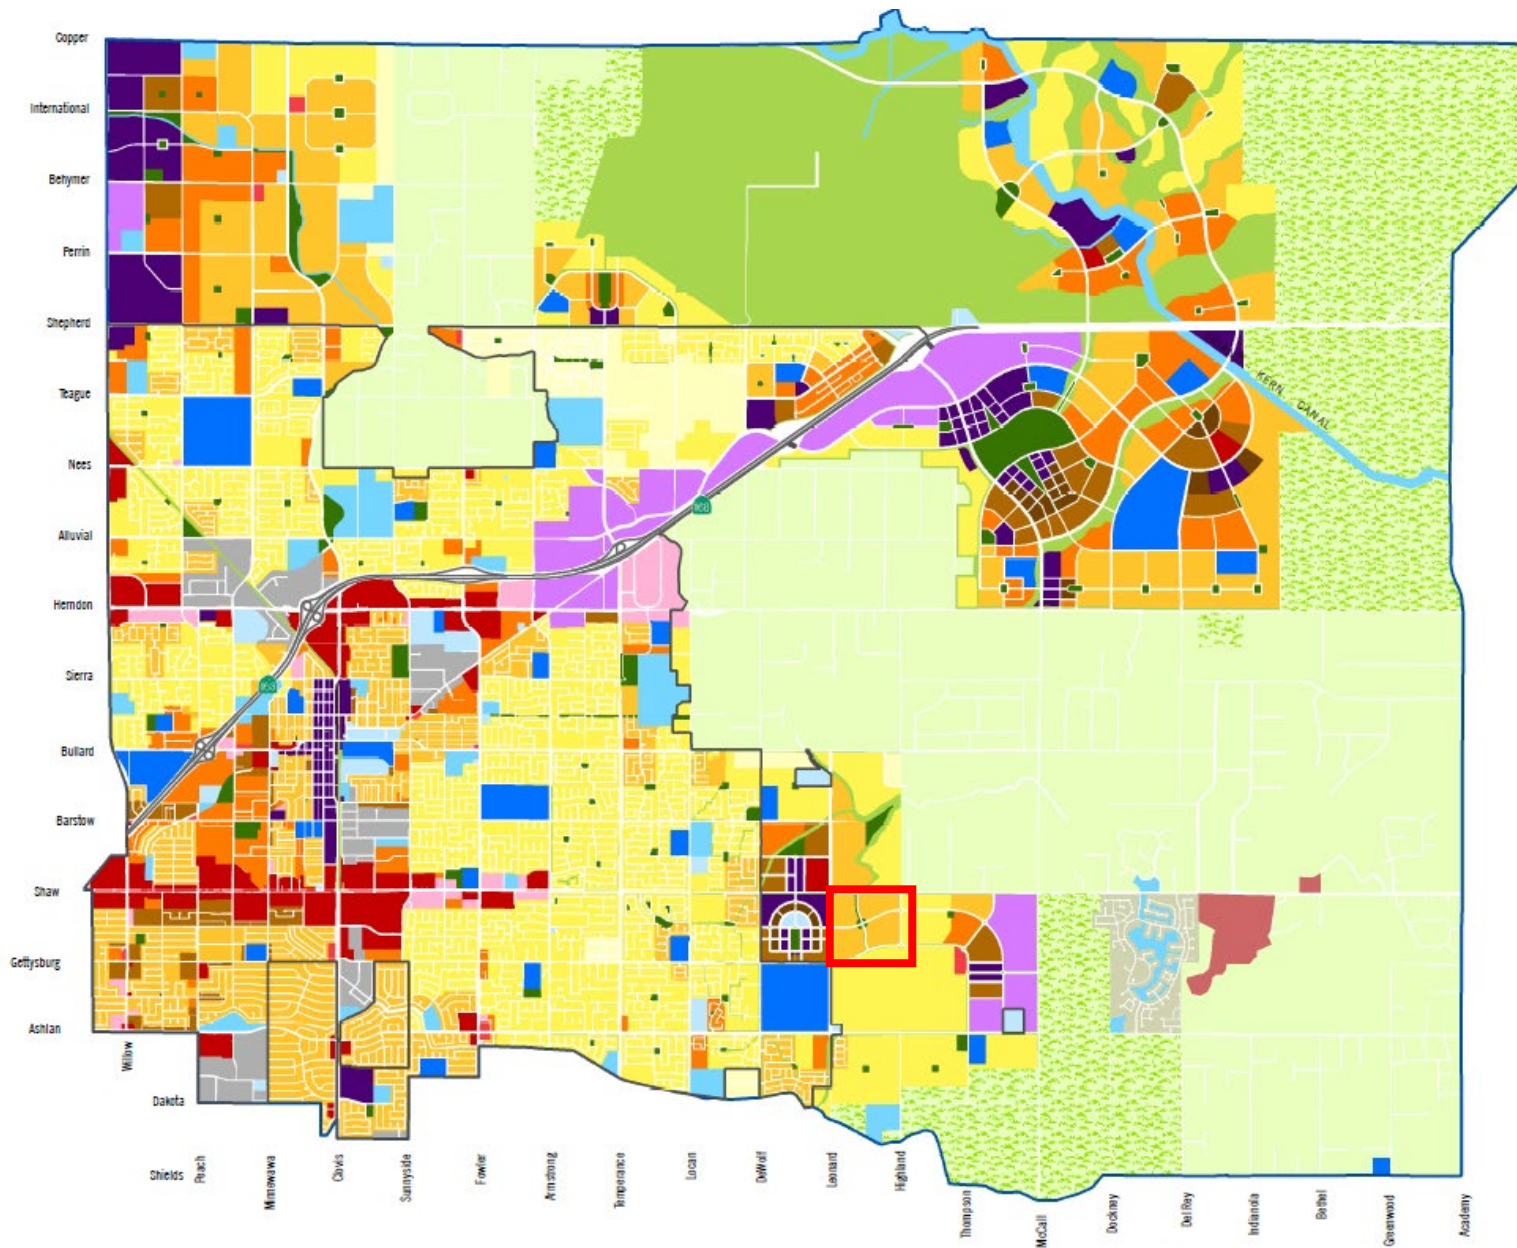 Copper
International
Behymer
Perrin
Shepherd
Teague
KERN CANAL
Nees
168
Alluvial
Herndon
Sierra
168
Bullard
Barstow
Shaw
Gettysburg
Ashlan
Willow
Dakota
Shields
Peach
Minnewawa
Clovis
Sunnyside
Fowler
Armstrong
Temperance
Locan
DeWolf
Leonard
Highland
Thompson
McCall
Dockney
Del Rey
Indianola
Bethel
Greenwood
Academy